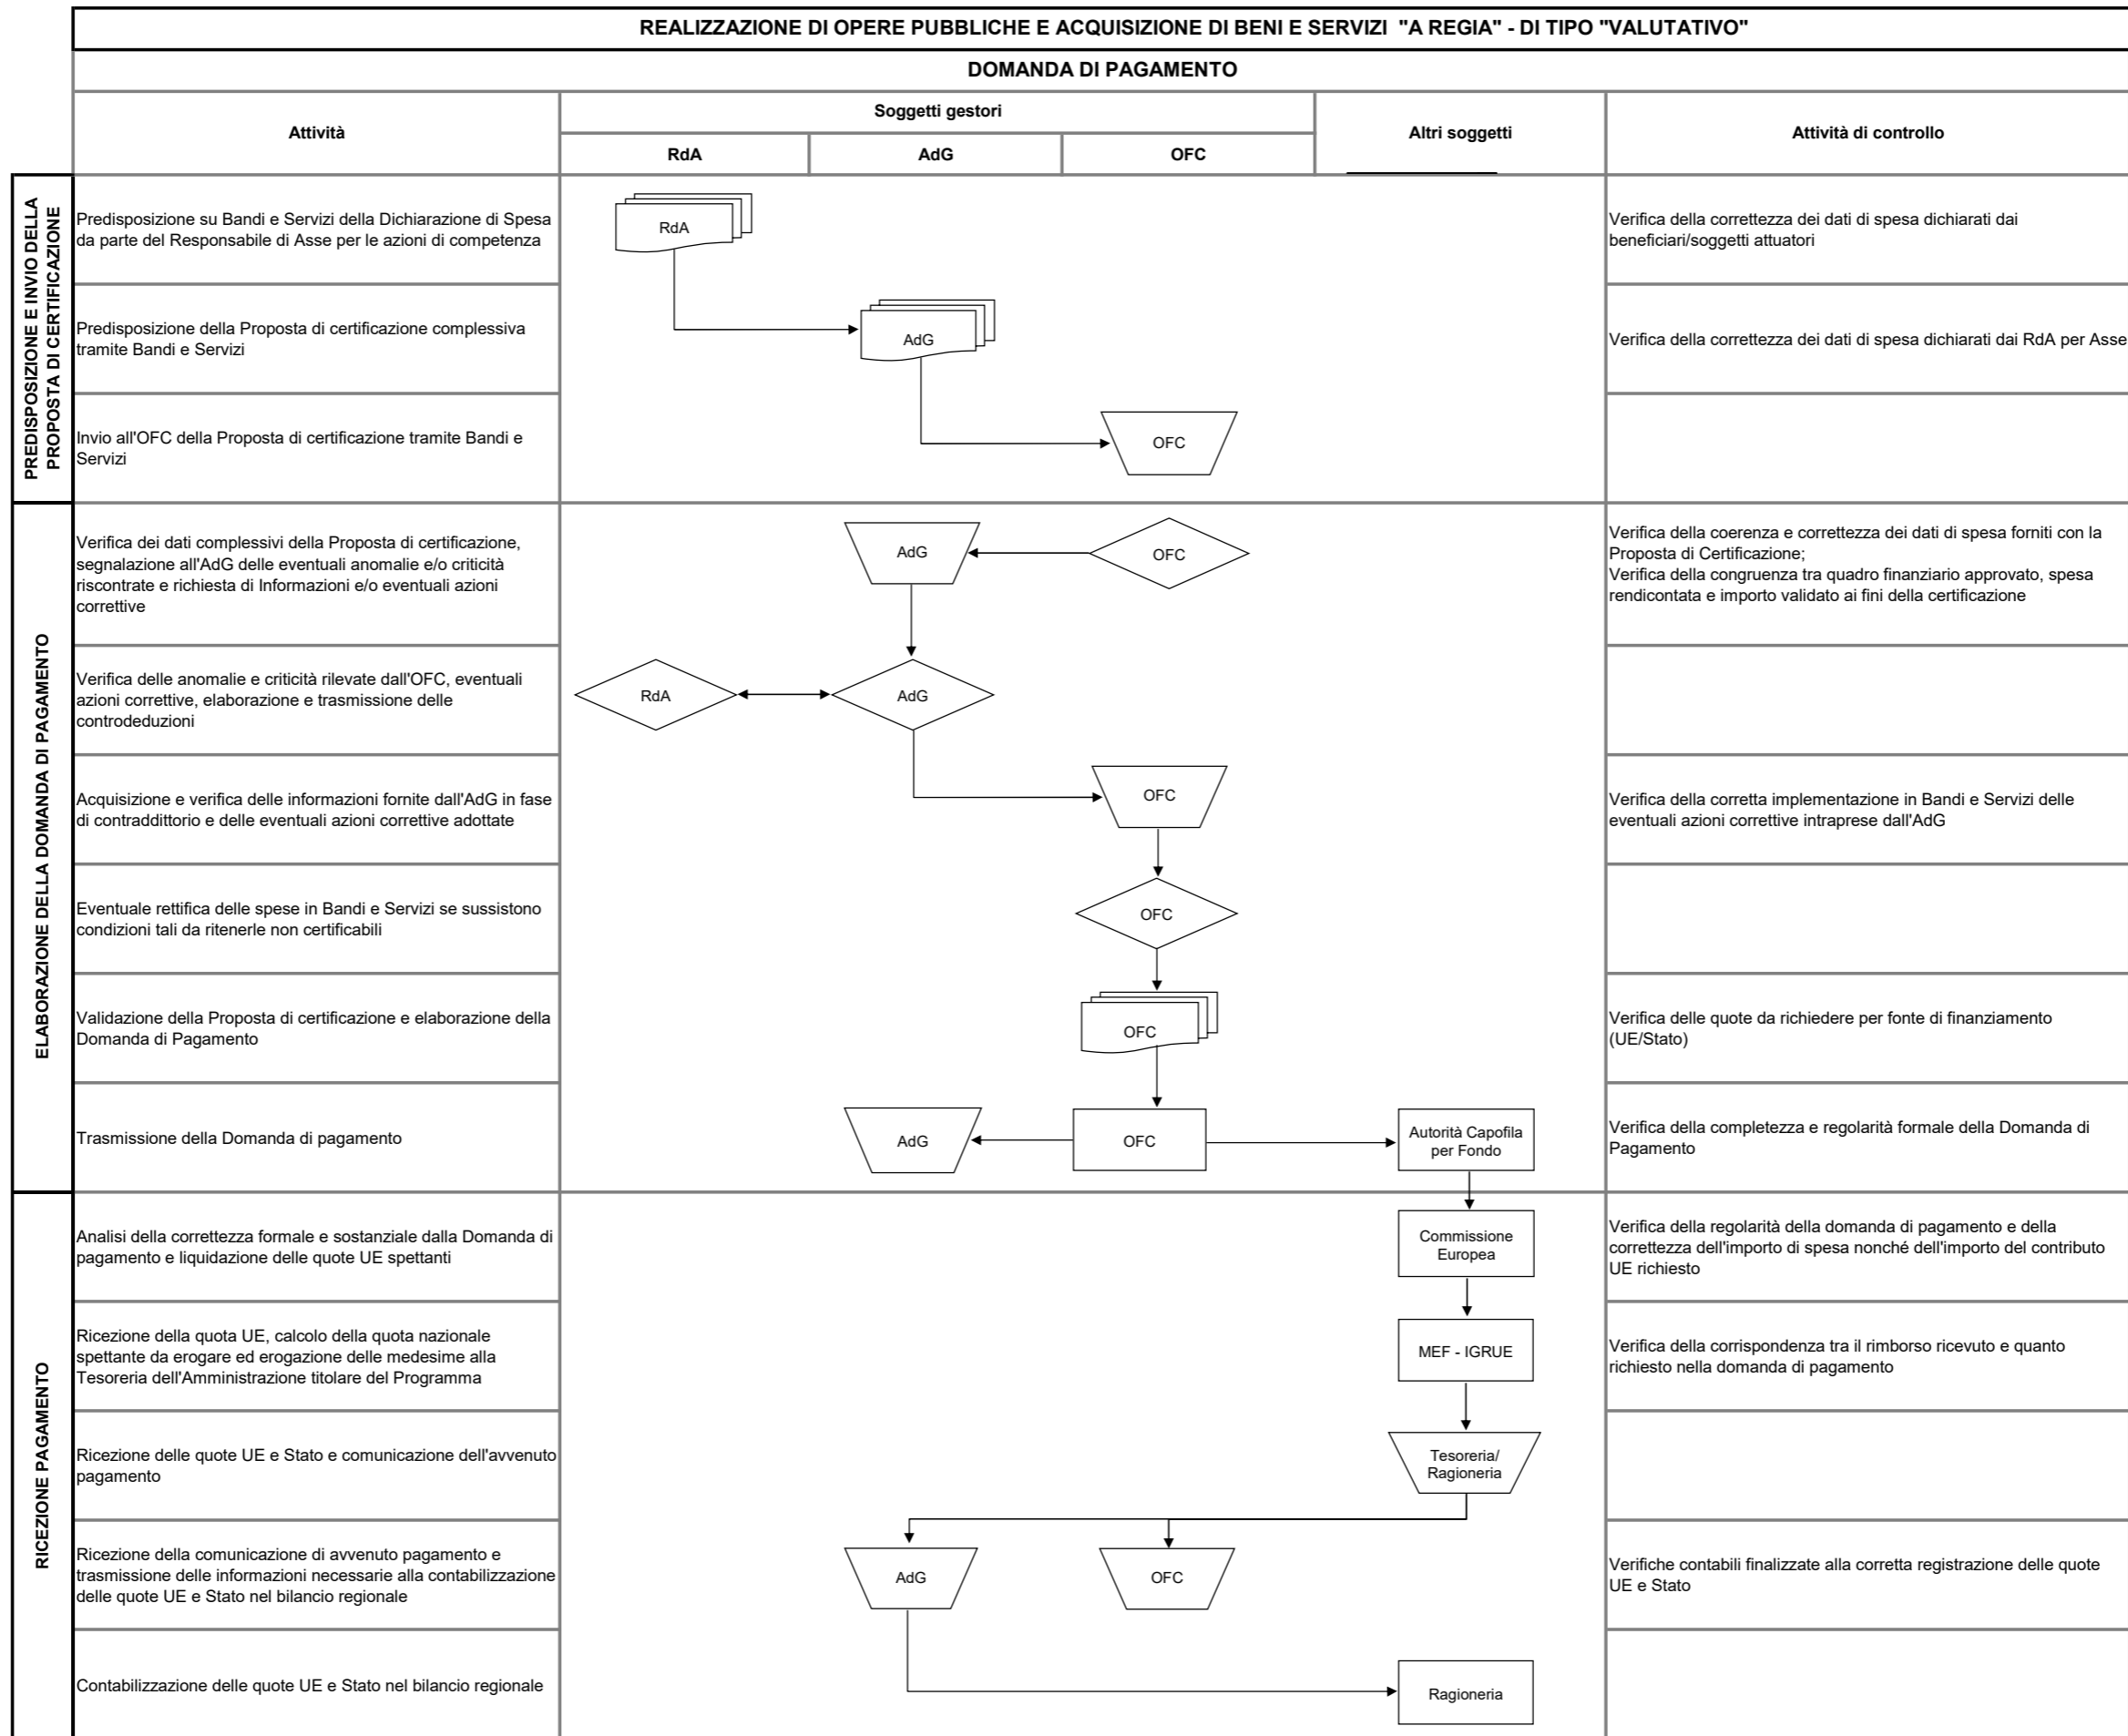 REALIZZAZIONE DI OPERE PUBBLICHE E ACQUISIZIONE DI BENI E SERVIZI "A REGIA" - DI TIPO "VALUTATIVO"
DOMANDA DI PAGAMENTO
Attività
Soggetti gestori
Altri soggetti
Attività di controllo
RdA
AdG
OFC
PREDISPOSIZIONE E INVIO DELLA
PROPOSTA DI CERTIFICAZIONE
Predisposizione su Bandi e Servizi della Dichiarazione di Spesa
da parte del Responsabile di Asse per le azioni di competenza
RdA
Verifica della correttezza dei dati di spesa dichiarati dai
beneficiari/soggetti attuatori
Predisposizione della Proposta di certificazione complessiva
tramite Bandi e Servizi
AdG
Verifica della correttezza dei dati di spesa dichiarati dai RdA per Asse
Invio all'OFC della Proposta di certificazione tramite Bandi e
Servizi
OFC
ELABORAZIONE DELLA DOMANDA DI PAGAMENTO
Verifica dei dati complessivi della Proposta di certificazione,
segnalazione all'AdG delle eventuali anomalie e/o criticità
riscontrate e richiesta di Informazioni e/o eventuali azioni
correttive
AdG
OFC
Verifica della coerenza e correttezza dei dati di spesa forniti con la
Proposta di Certificazione;
Verifica della congruenza tra quadro finanziario approvato, spesa
rendicontata e importo validato ai fini della certificazione
Verifica delle anomalie e criticità rilevate dall'OFC, eventuali
azioni correttive, elaborazione e trasmissione delle
controdeduzioni
RdA
AdG
Acquisizione e verifica delle informazioni fornite dall'AdG in fase
di contraddittorio e delle eventuali azioni correttive adottate
OFC
Verifica della corretta implementazione in Bandi e Servizi delle
eventuali azioni correttive intraprese dall'AdG
Eventuale rettifica delle spese in Bandi e Servizi se sussistono
condizioni tali da ritenerle non certificabili
OFC
Validazione della Proposta di certificazione e elaborazione della
Domanda di Pagamento
OFC
Verifica delle quote da richiedere per fonte di finanziamento
(UE/Stato)
Trasmissione della Domanda di pagamento
AdG
OFC
Autorità Capofila
per Fondo
Verifica della completezza e regolarità formale della Domanda di
Pagamento
RICEZIONE PAGAMENTO
Analisi della correttezza formale e sostanziale dalla Domanda di
pagamento e liquidazione delle quote UE spettanti
Commissione
Europea
Verifica della regolarità della domanda di pagamento e della
correttezza dell'importo di spesa nonché dell'importo del contributo
UE richiesto
Ricezione della quota UE, calcolo della quota nazionale
spettante da erogare ed erogazione delle medesime alla
Tesoreria dell'Amministrazione titolare del Programma
MEF - IGRUE
Verifica della corrispondenza tra il rimborso ricevuto e quanto
richiesto nella domanda di pagamento
Ricezione delle quote UE e Stato e comunicazione dell'avvenuto
pagamento
Tesoreria/
Ragioneria
Ricezione della comunicazione di avvenuto pagamento e
trasmissione delle informazioni necessarie alla contabilizzazione
delle quote UE e Stato nel bilancio regionale
AdG
OFC
Verifiche contabili finalizzate alla corretta registrazione delle quote
UE e Stato
Contabilizzazione delle quote UE e Stato nel bilancio regionale
Ragioneria